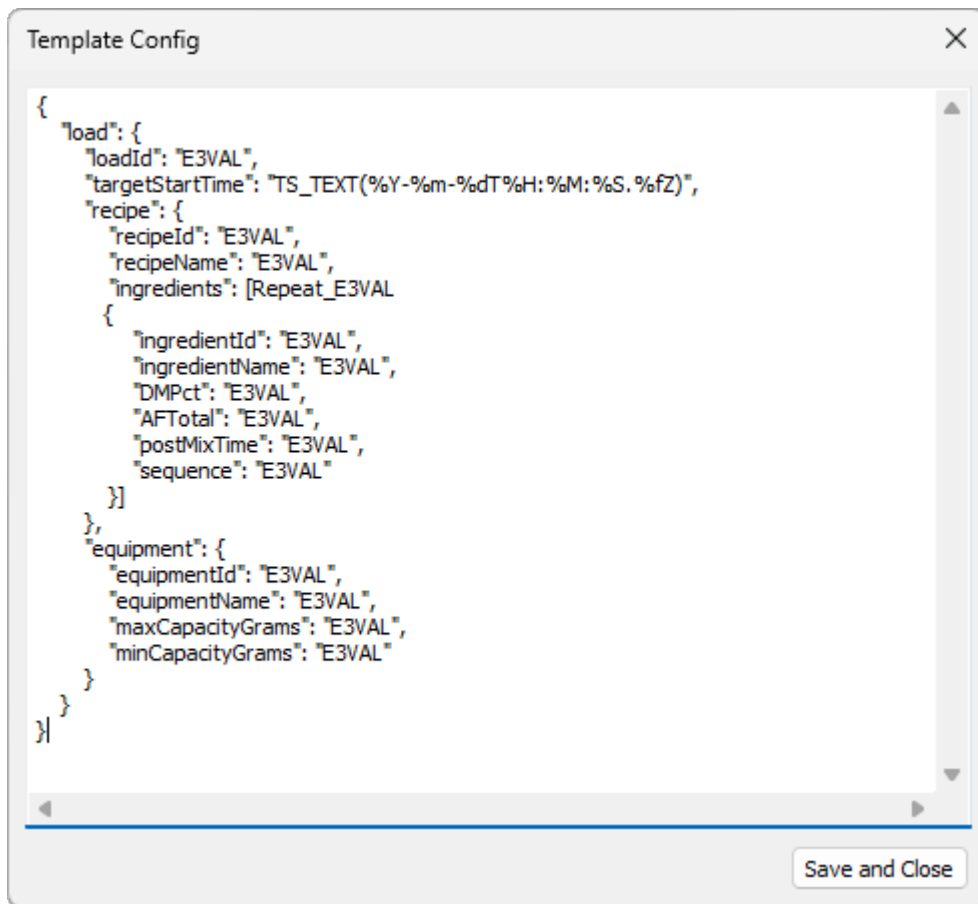 Template Config
{
"load": {
"loadId": "E3VAL",
"targetStartTime": "TS_TEXT(%Y-%m-%dT%H:%M:%S.%fZ)",
"recipe": {
"recipeId": "E3VAL",
"recipeName": "E3VAL",
"ingredients": [Repeat_E3VAL
{
"ingredientId": "E3VAL",
"ingredientName": "E3VAL",
"DMPct": "E3VAL",
"AFTotal": "E3VAL",
"postMixTime": "E3VAL",
"sequence": "E3VAL"
}]
},
"equipment": {
"equipmentId": "E3VAL",
"equipmentName": "E3VAL",
"maxCapacityGrams": "E3VAL",
"minCapacityGrams": "E3VAL"
}
}
}
Save and Close